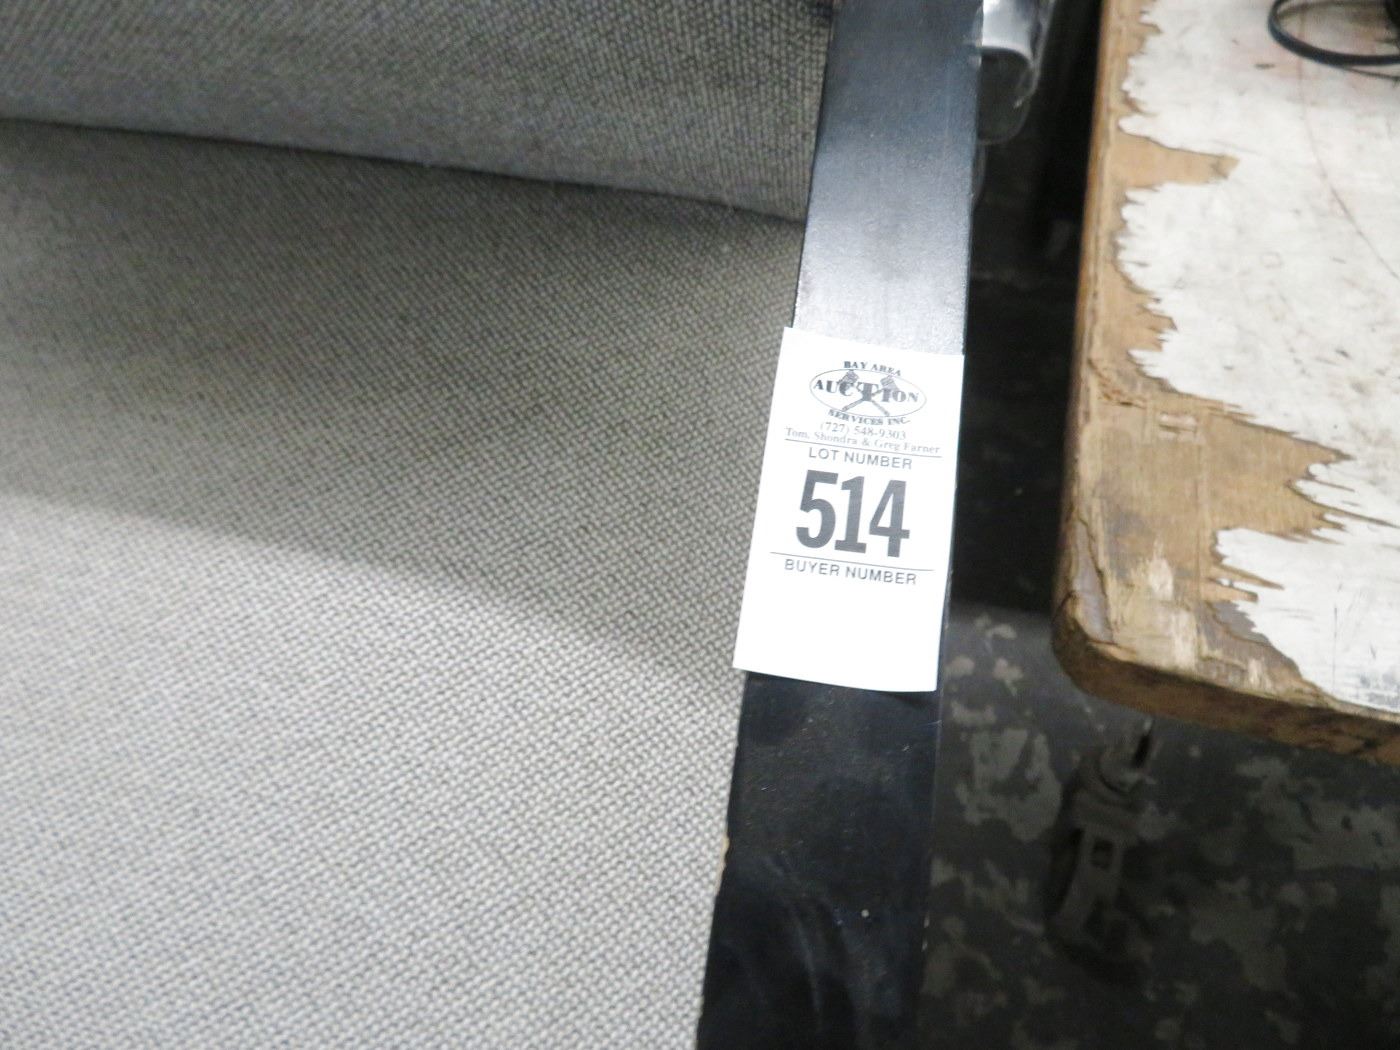 BAY AREA
AUCTION
SERVICES INC.
(727) 548-9303
Tom, Shondra & Greg Farner
LOT NUMBER
514
BUYER NUMBER